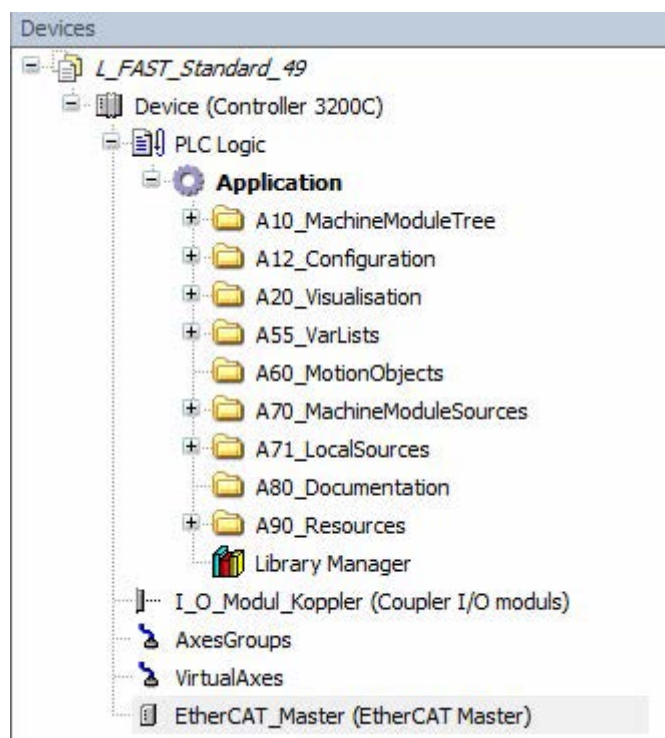 Devices
L_FAST_Standard_49
Device (Controller 3200C)
PLC Logic
Application
A10_MachineModuleTree
A12_Configuration
A20_Visualisation
A55_VarLists
A60_MotionObjects
A70_MachineModuleSources
A71_LocalSources
A80_Documentation
A90_Resources
Library Manager
I_O_Modul_Koppler (Coupler I/O moduls)
AxesGroups
VirtualAxes
EtherCAT_Master (EtherCAT Master)